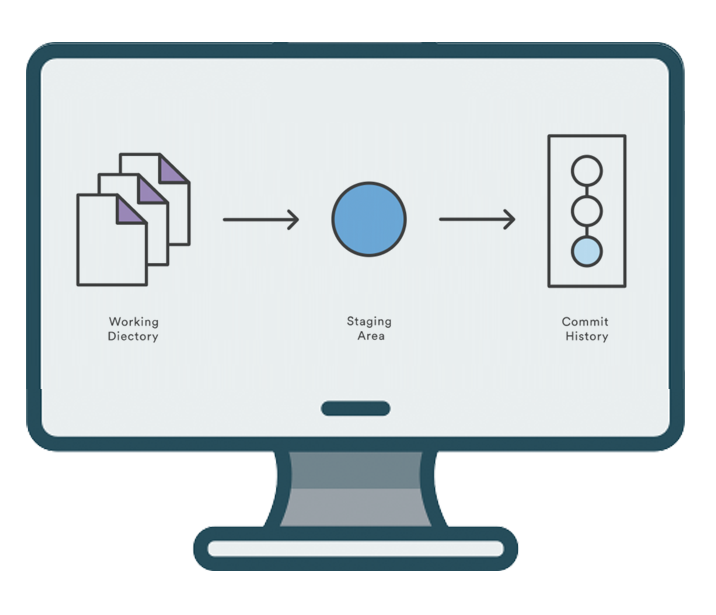 Working
Diectory
Staging
Area
Commit
History